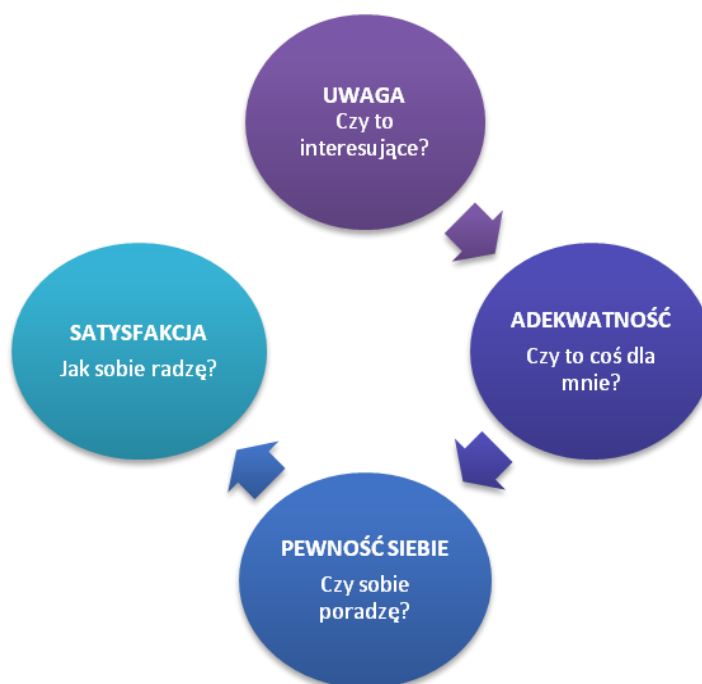 UWAGA
Czy to
interesujące?
ADEKWATNOŚĆ
Czy to coś dla
mnie?
PEWNOŚĆ SIEBIE
Czy sobie
poradzę?
SATYSFAKCJA
Jak sobie radzę?